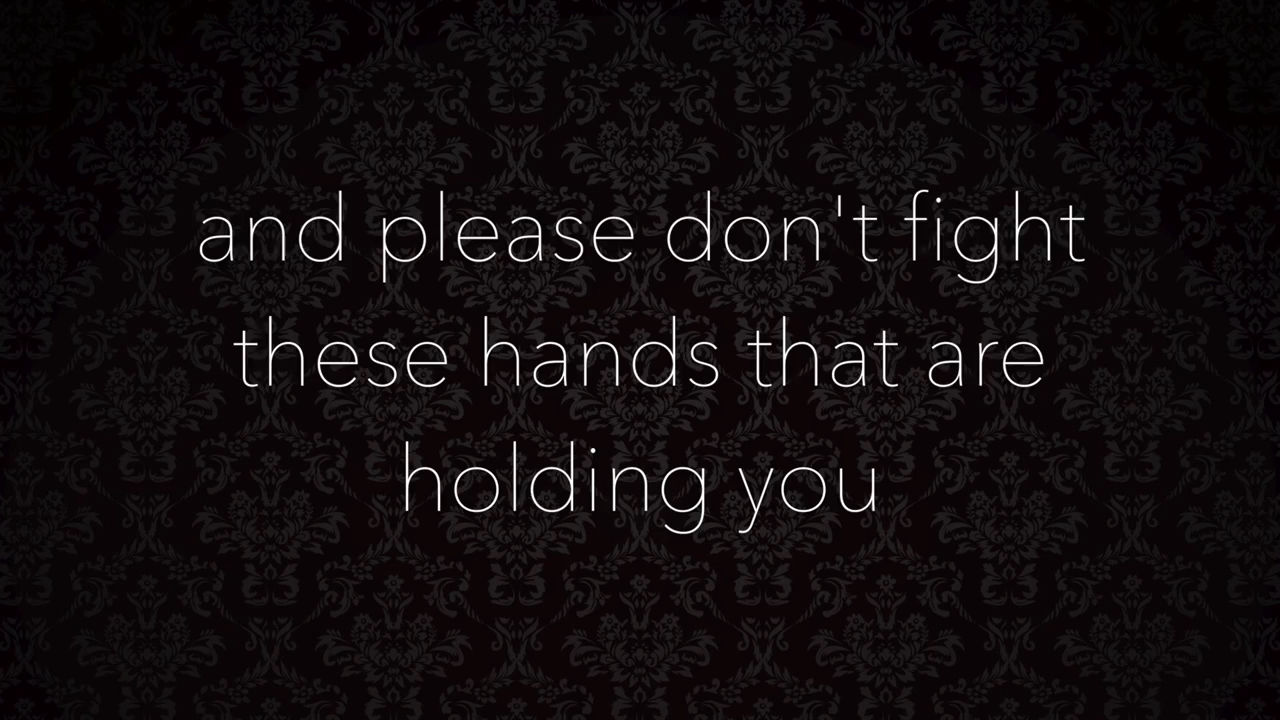 and please don't fight
these hands that are
holding you